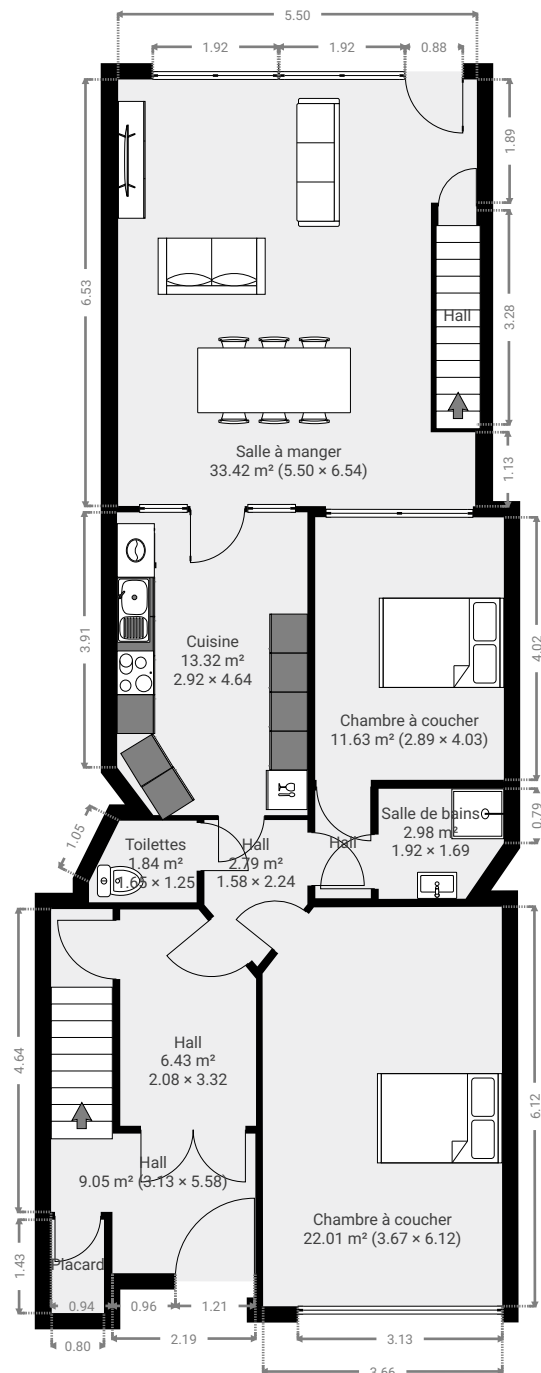 5.50
1.92
1.92
0.88
1.89
6.53
3.28
Hall
1.13
Salle à manger
33.42 m² (5.50 × 6.54)
3.91
4.02
Cuisine
13.32 m²
2.92 × 4.64
Chambre à coucher
11.63 m² (2.89 × 4.03)
0.79
1.05
Toilettes
1.84 m²
1.65 × 1.25
Hall
2.79 m²
1.58 × 2.24
Hall
Salle de bains
2.98 m²
1.92 × 1.69
4.64
6.12
Hall
6.43 m²
2.08 × 3.32
Hall
9.05 m² (3.13 × 5.58)
Chambre à coucher
22.01 m² (3.67 × 6.12)
1.43
Placard
0.94
0.96
1.21
0.80
2.19
3.13
3.66